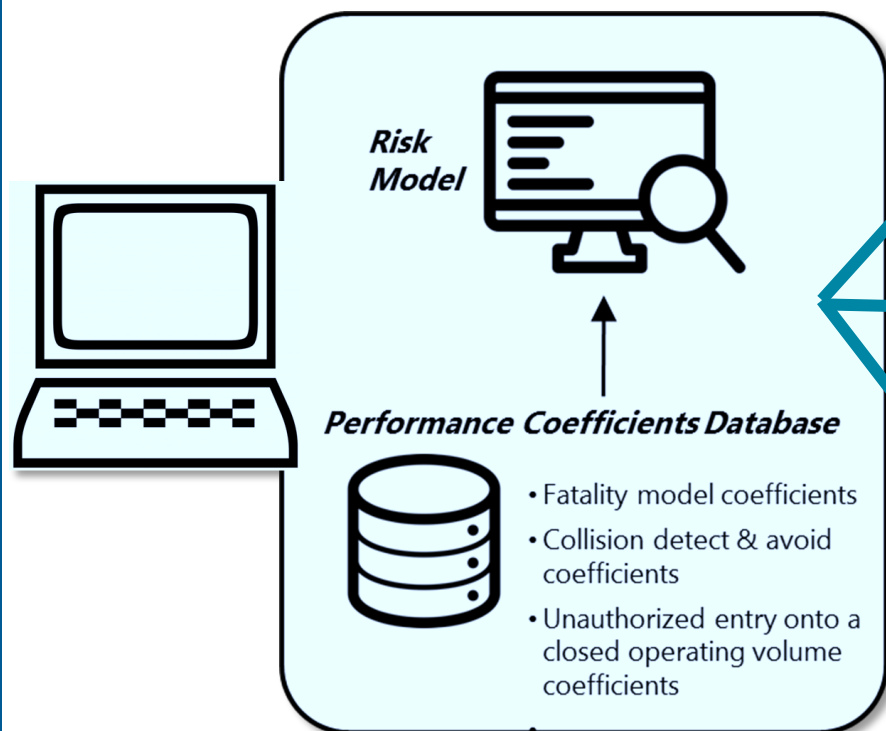 Risk
Model
Performance Coefficients Database
• Fatality model coefficients
• Collision detect & avoid
coefficients
• Unauthorized entry onto a
closed operating volume
coefficients